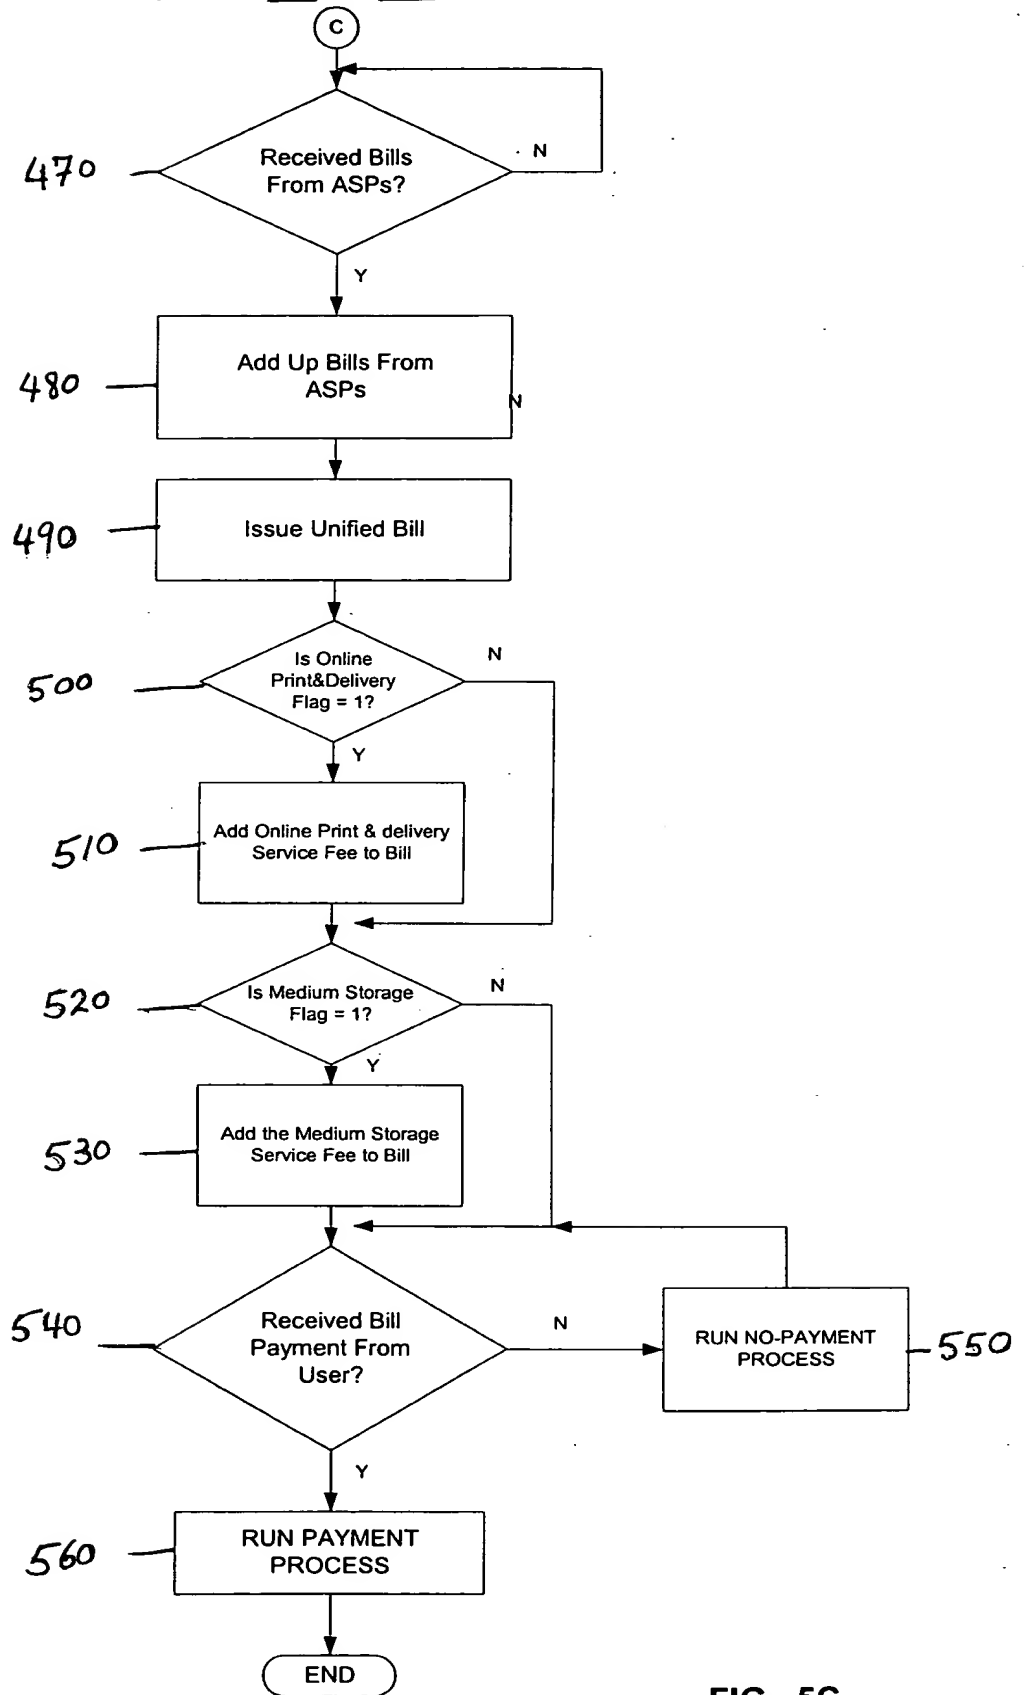 C
Received Bills
From ASPs?
N
470
Y
Add Up Bills From
ASPs
480
N
Issue Unified Bill
490
Is Online
Print&Delivery
Flag = 1?
N
500
Y
Add Online Print & delivery
Service Fee to Bill
510
Is Medium Storage
Flag = 1?
N
520
Y
Add the Medium Storage
Service Fee to Bill
530
Received Bill
Payment From
User?
540
N
RUN NO-PAYMENT
PROCESS
550
Y
RUN PAYMENT
PROCESS
560
END
FIG. 5C